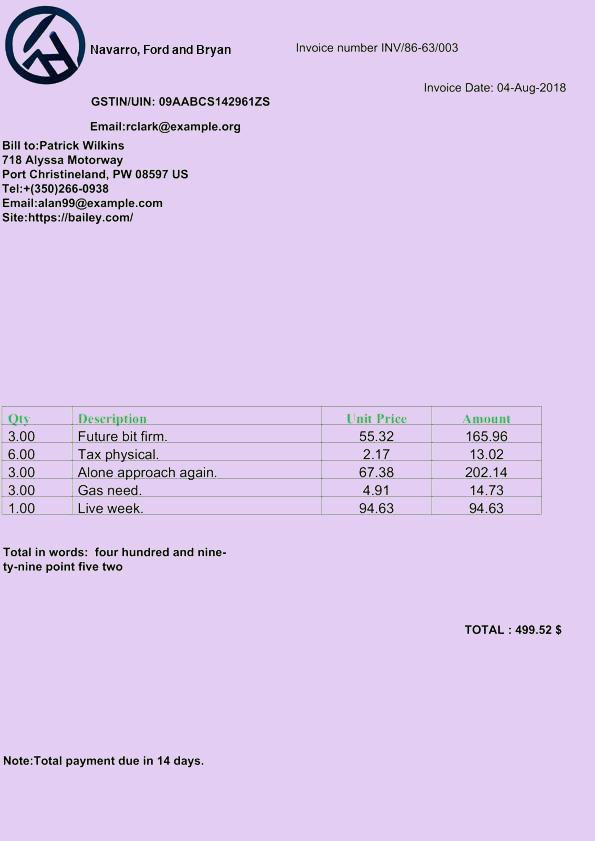 Navarro, Ford and Bryan
Invoice number INV/86-63/003
Invoice Date: 04-Aug-2018
GSTIN/UIN: 09AABCS142961ZS
Email:rclark@example.org
Bill to:Patrick Wilkins
718 Alyssa Motorway
Port Christineland, PW 08597 US
Tel:+(350)266-0938
Email:alan99@example.com
Site:https://bailey.com/
Qty Description Unit Price Amount
3.00 Future bit firm. 55.32 165.96
6.00 Tax physical. 2.17 13.02
3.00 Alone approach again. 67.38 202.14
3.00 Gas need. 4.91 14.73
1.00 Live week. 94.63 94.63
Total in words:  four hundred and nine-
ty-nine point five two
TOTAL : 499.52 $
Note:Total payment due in 14 days.